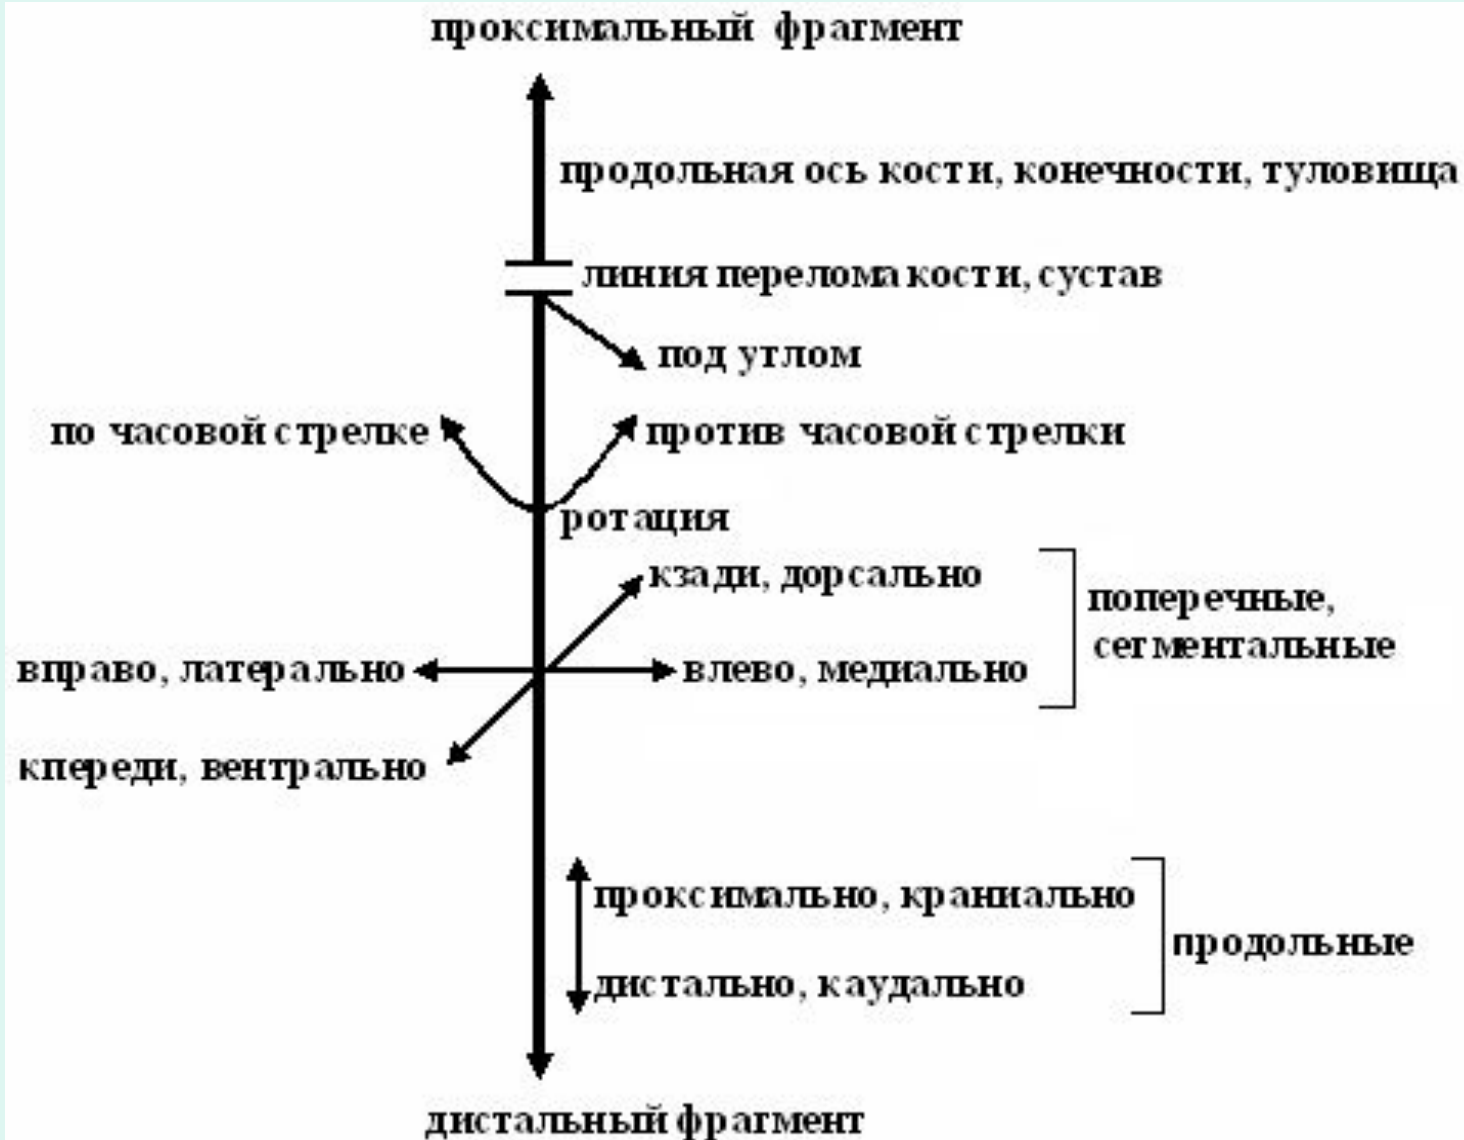 проксимальный фрагмент
продольная ось кости, конечности, туловища
линия перелома кости, сустав
под утлом
по часовой стрелке
против часовой стрелки
ротация
кзади, дорсально
поперечные,
сегментальные
вправо, латерально
влево, медиально
кпереди, вентрально
проксимально, краниально
продольные
дистально, каудально
дистальный фрагмент